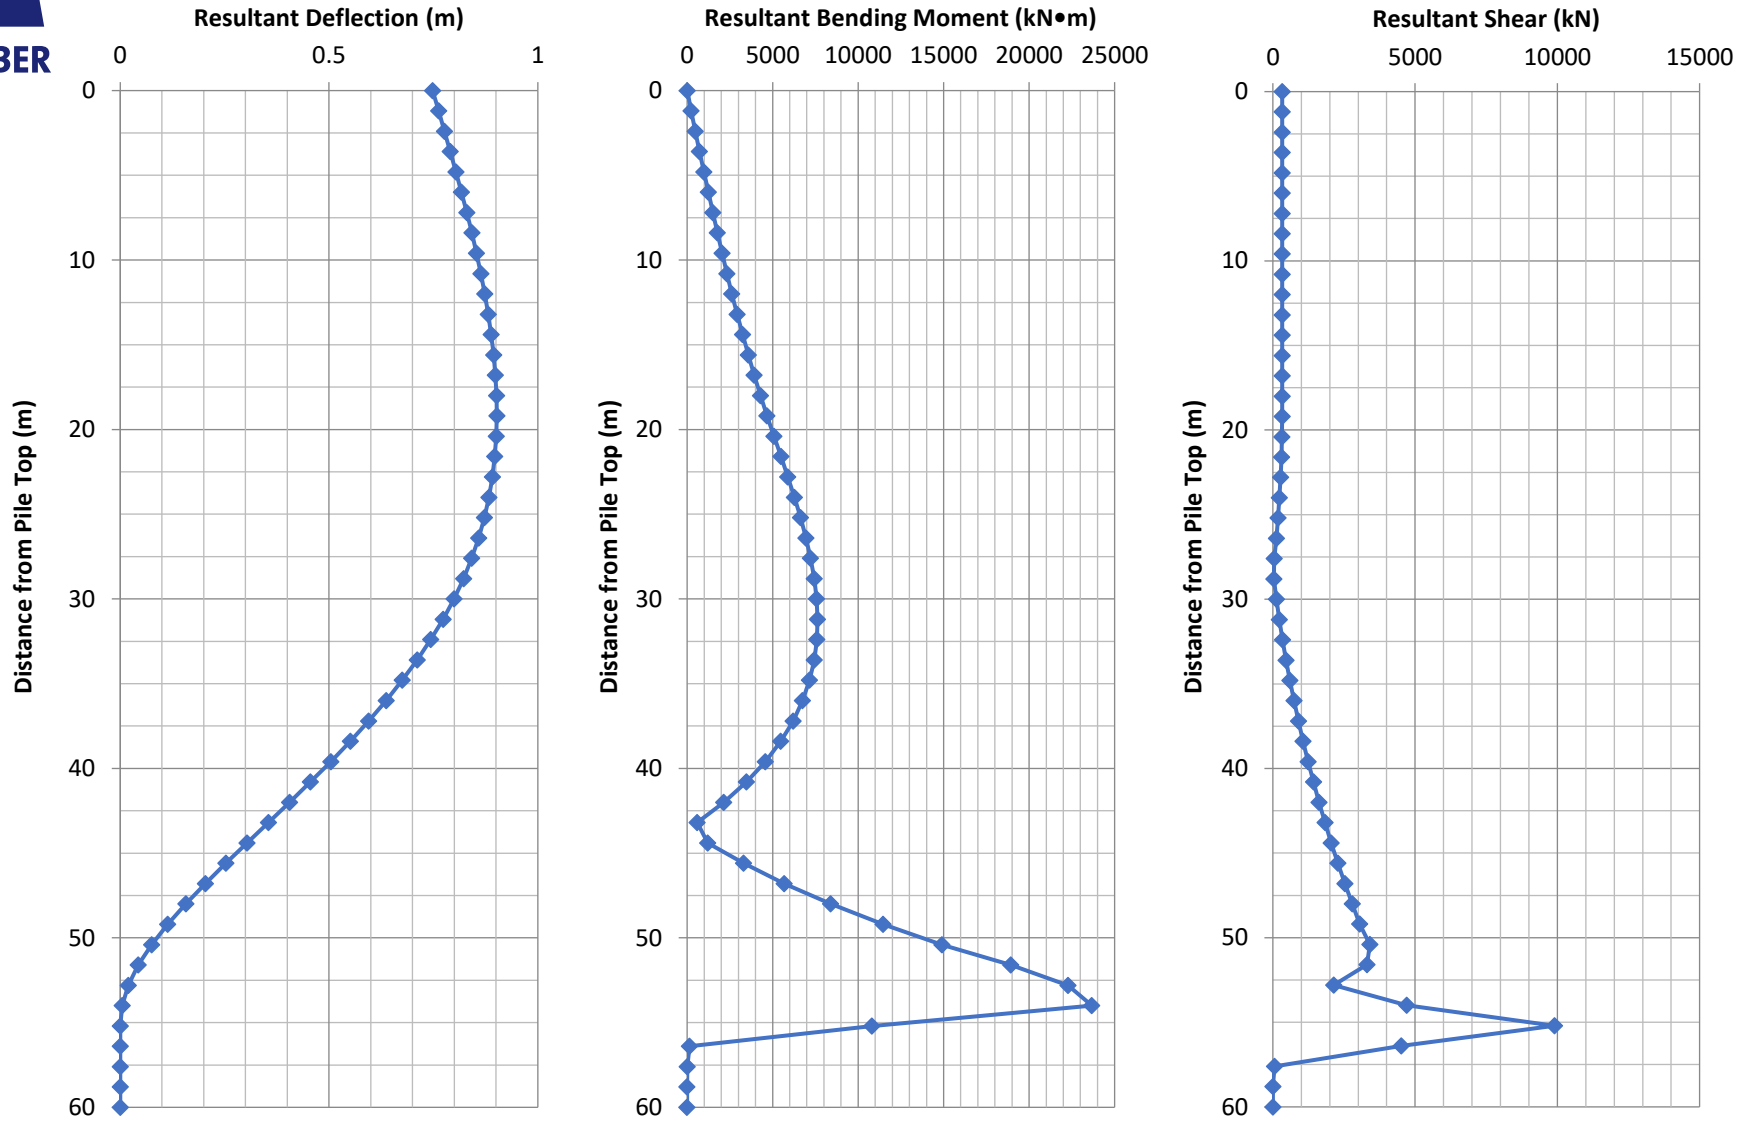 BER
Resultant Deflection (m)
0 0.5 1
0
10
20
30
40
50
60
Distance from Pile Top (m)
Resultant Bending Moment (kN•m)
0 5000 10000 15000 20000 25000
0
10
20
30
40
50
60
Distance from Pile Top (m)
Resultant Shear (kN)
0 5000 10000 15000
0
10
20
30
40
50
60
Distance from Pile Top (m)